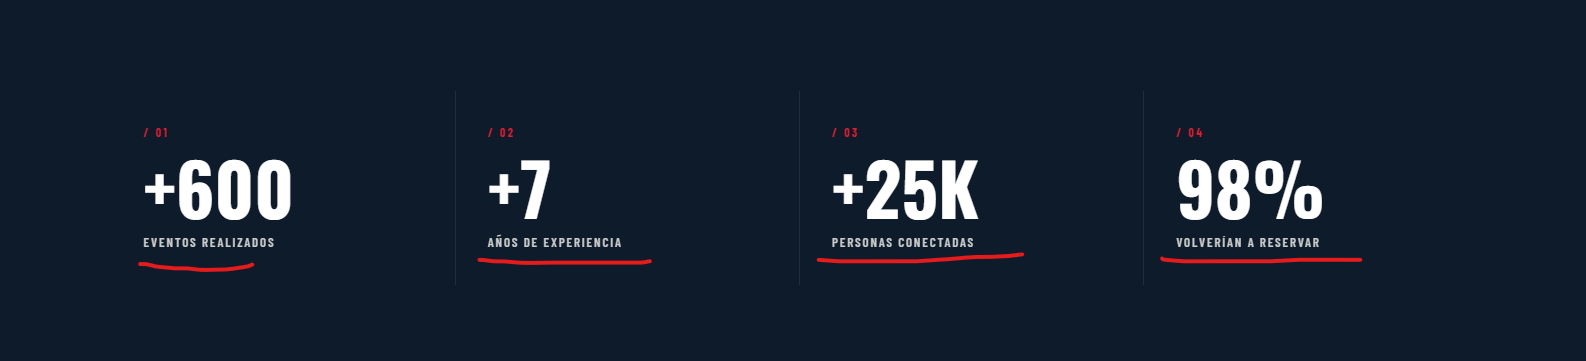 / 01
+600
EVENTOS REALIZADOS
/ 02
+7
AÑOS DE EXPERIENCIA
/ 03
+25K
PERSONAS CONECTADAS
/ 04
98%
VOLVERÍAN A RESERVAR